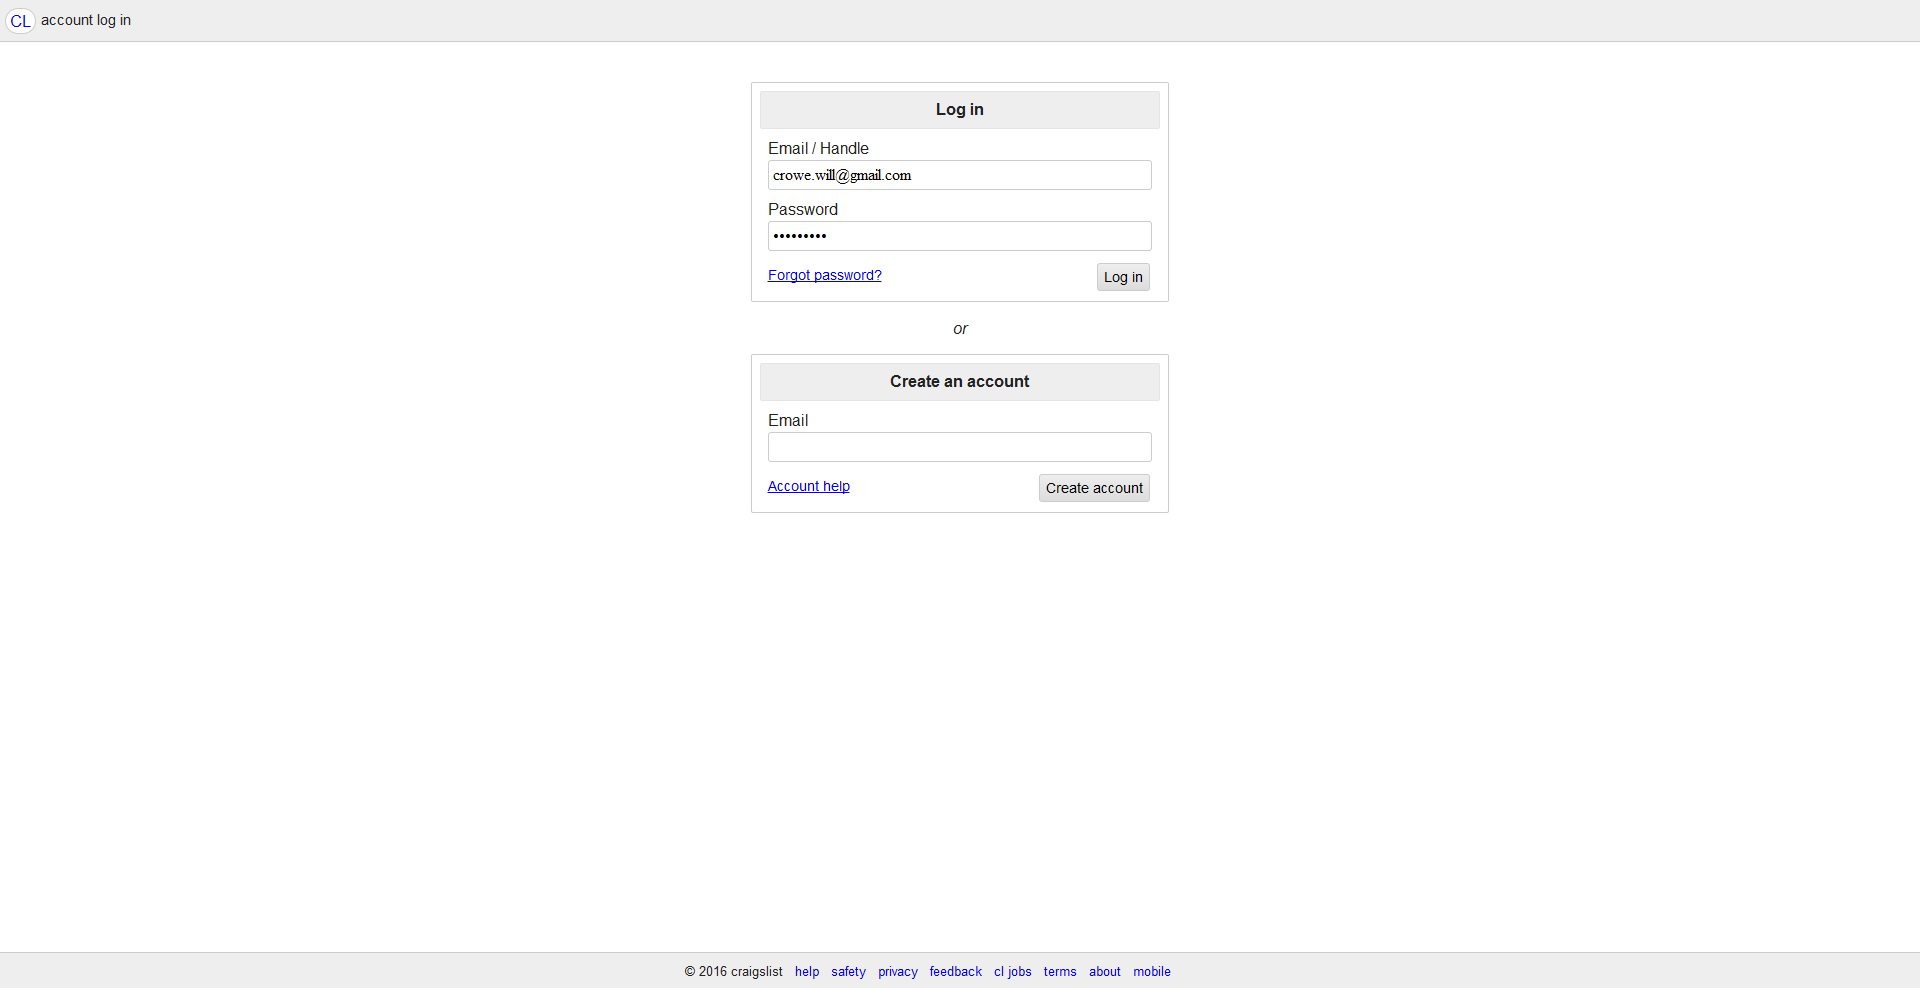 CL account log in
Log in
Email / Handle
crowe.will@gmail.com
Password
•••••••••
Forgot password? Log in
or
Create an account
Email
Account help Create account
© 2016 craigslist help safety privacy feedback cl jobs terms about mobile